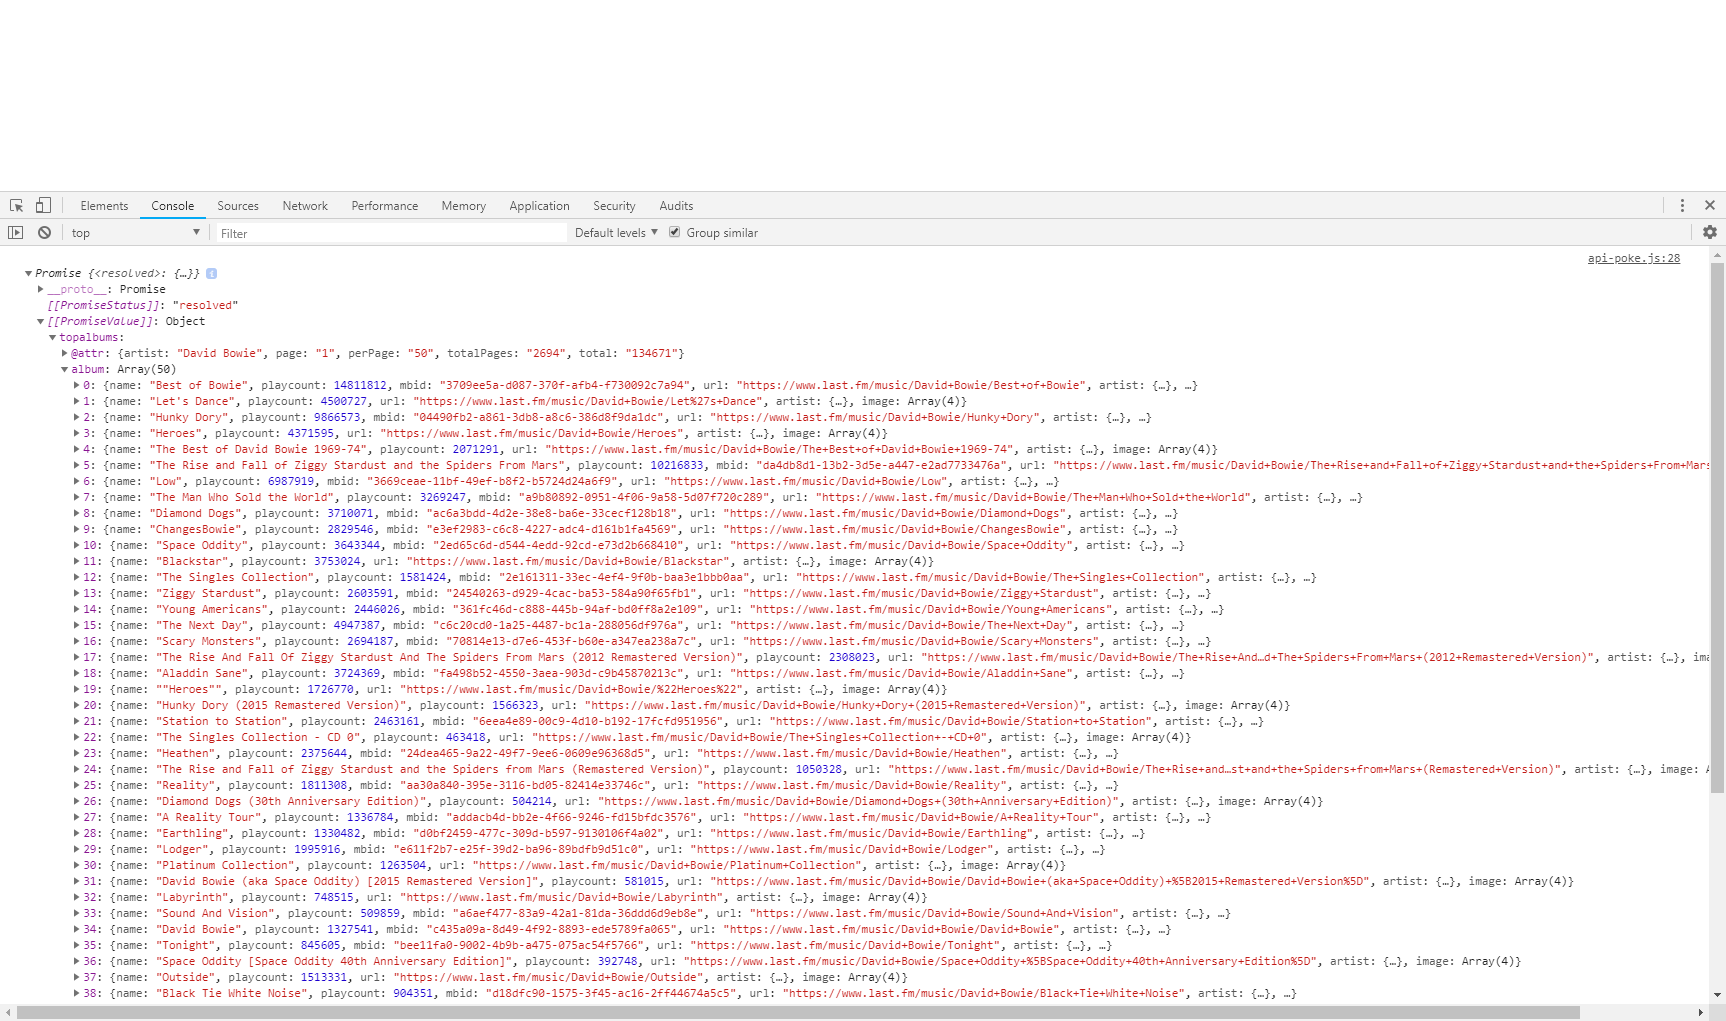 Elements Console Sources Network Performance Memory Application Security Audits
top Filter Default levels Group similar
api-poke.js:28
Promise {<resolved>: {…}} i
__proto__: Promise
[[PromiseStatus]]: "resolved"
[[PromiseValue]]: Object
topalbums:
@attr: {artist: "David Bowie", page: "1", perPage: "50", totalPages: "2694", total: "134671"}
album: Array(50)
0: {name: "Best of Bowie", playcount: 14811812, mbid: "3709ee5a-d087-370f-afb4-f730092c7a94", url: "https://www.last.fm/music/David+Bowie/Best+of+Bowie", artist: {…}, …}
1: {name: "Let's Dance", playcount: 4500727, url: "https://www.last.fm/music/David+Bowie/Let%27s+Dance", artist: {…}, image: Array(4)}
2: {name: "Hunky Dory", playcount: 9866573, mbid: "04490fb2-a861-3db8-a8c6-386d8f9da1dc", url: "https://www.last.fm/music/David+Bowie/Hunky+Dory", artist: {…}, …}
3: {name: "Heroes", playcount: 4371595, url: "https://www.last.fm/music/David+Bowie/Heroes", artist: {…}, image: Array(4)}
4: {name: "The Best of David Bowie 1969-74", playcount: 2071291, url: "https://www.last.fm/music/David+Bowie/The+Best+of+David+Bowie+1969-74", artist: {…}, image: Array(4)}
5: {name: "The Rise and Fall of Ziggy Stardust and the Spiders From Mars", playcount: 10216833, mbid: "da4db8d1-13b2-3d5e-a447-e2ad7733476a", url: "https://www.last.fm/music/David+Bowie/The+Rise+and+Fall+of+Ziggy+Stardust+and+the+Spiders+From+Mars
6: {name: "Low", playcount: 6987919, mbid: "3669ceae-11bf-49ef-b8f2-b5724d24a6f9", url: "https://www.last.fm/music/David+Bowie/Low", artist: {…}, …}
7: {name: "The Man Who Sold the World", playcount: 3269247, mbid: "a9b80892-0951-4f06-9a58-5d07f720c289", url: "https://www.last.fm/music/David+Bowie/The+Man+Who+Sold+the+World", artist: {…}, …}
8: {name: "Diamond Dogs", playcount: 3710071, mbid: "ac6a3bdd-4d2e-38e8-ba6e-33cecf128b18", url: "https://www.last.fm/music/David+Bowie/Diamond+Dogs", artist: {…}, …}
9: {name: "ChangesBowie", playcount: 2829546, mbid: "e3ef2983-c6c8-4227-adc4-d161b1fa4569", url: "https://www.last.fm/music/David+Bowie/ChangesBowie", artist: {…}, …}
10: {name: "Space Oddity", playcount: 3643344, mbid: "2ed65c6d-d544-4edd-92cd-e73d2b668410", url: "https://www.last.fm/music/David+Bowie/Space+Oddity", artist: {…}, …}
11: {name: "Blackstar", playcount: 3753024, url: "https://www.last.fm/music/David+Bowie/Blackstar", artist: {…}, image: Array(4)}
12: {name: "The Singles Collection", playcount: 1581424, mbid: "2e161311-33ec-4ef4-9f0b-baa3e1bbb0aa", url: "https://www.last.fm/music/David+Bowie/The+Singles+Collection", artist: {…}, …}
13: {name: "Ziggy Stardust", playcount: 2603591, mbid: "24540263-d929-4cac-ba53-584a90f65fb1", url: "https://www.last.fm/music/David+Bowie/Ziggy+Stardust", artist: {…}, …}
14: {name: "Young Americans", playcount: 2446026, mbid: "361fc46d-c888-445b-94af-bd0ff8a2e109", url: "https://www.last.fm/music/David+Bowie/Young+Americans", artist: {…}, …}
15: {name: "The Next Day", playcount: 4947387, mbid: "c6c20cd0-1a25-4487-bc1a-288056df976a", url: "https://www.last.fm/music/David+Bowie/The+Next+Day", artist: {…}, …}
16: {name: "Scary Monsters", playcount: 2694187, mbid: "70814e13-d7e6-453f-b60e-a347ea238a7c", url: "https://www.last.fm/music/David+Bowie/Scary+Monsters", artist: {…}, …}
17: {name: "The Rise And Fall Of Ziggy Stardust And The Spiders From Mars (2012 Remastered Version)", playcount: 2308023, url: "https://www.last.fm/music/David+Bowie/The+Rise+And…d+The+Spiders+From+Mars+(2012+Remastered+Version)", artist: {…}, ima
18: {name: "Aladdin Sane", playcount: 3724369, mbid: "fa498b52-4550-3aea-903d-c9b45870213c", url: "https://www.last.fm/music/David+Bowie/Aladdin+Sane", artist: {…}, …}
19: {name: ""Heroes"", playcount: 1726770, url: "https://www.last.fm/music/David+Bowie/%22Heroes%22", artist: {…}, image: Array(4)}
20: {name: "Hunky Dory (2015 Remastered Version)", playcount: 1566323, url: "https://www.last.fm/music/David+Bowie/Hunky+Dory+(2015+Remastered+Version)", artist: {…}, image: Array(4)}
21: {name: "Station to Station", playcount: 2463161, mbid: "6eea4e89-00c9-4d10-b192-17fcfd951956", url: "https://www.last.fm/music/David+Bowie/Station+to+Station", artist: {…}, …}
22: {name: "The Singles Collection - CD 0", playcount: 463418, url: "https://www.last.fm/music/David+Bowie/The+Singles+Collection+-+CD+0", artist: {…}, image: Array(4)}
23: {name: "Heathen", playcount: 2375644, mbid: "24dea465-9a22-49f7-9ee6-0609e96368d5", url: "https://www.last.fm/music/David+Bowie/Heathen", artist: {…}, …}
24: {name: "The Rise and Fall of Ziggy Stardust and the Spiders from Mars (Remastered Version)", playcount: 1050328, url: "https://www.last.fm/music/David+Bowie/The+Rise+and…st+and+the+Spiders+from+Mars+(Remastered+Version)", artist: {…}, image: A
25: {name: "Reality", playcount: 1811308, mbid: "aa30a840-395e-3116-bd05-82414e33746c", url: "https://www.last.fm/music/David+Bowie/Reality", artist: {…}, …}
26: {name: "Diamond Dogs (30th Anniversary Edition)", playcount: 504214, url: "https://www.last.fm/music/David+Bowie/Diamond+Dogs+(30th+Anniversary+Edition)", artist: {…}, image: Array(4)}
27: {name: "A Reality Tour", playcount: 1336784, mbid: "addacb4d-bb2e-4f66-9246-fd15bfdc3576", url: "https://www.last.fm/music/David+Bowie/A+Reality+Tour", artist: {…}, …}
28: {name: "Earthling", playcount: 1330482, mbid: "d0bf2459-477c-309d-b597-9130106f4a02", url: "https://www.last.fm/music/David+Bowie/Earthling", artist: {…}, …}
29: {name: "Lodger", playcount: 1995916, mbid: "e611f2b7-e25f-39d2-ba96-89bdfb9d51c0", url: "https://www.last.fm/music/David+Bowie/Lodger", artist: {…}, …}
30: {name: "Platinum Collection", playcount: 1263504, url: "https://www.last.fm/music/David+Bowie/Platinum+Collection", artist: {…}, image: Array(4)}
31: {name: "David Bowie (aka Space Oddity) [2015 Remastered Version]", playcount: 581015, url: "https://www.last.fm/music/David+Bowie/David+Bowie+(aka+Space+Oddity)+%5B2015+Remastered+Version%5D", artist: {…}, image: Array(4)}
32: {name: "Labyrinth", playcount: 748515, url: "https://www.last.fm/music/David+Bowie/Labyrinth", artist: {…}, image: Array(4)}
33: {name: "Sound And Vision", playcount: 509859, mbid: "a6aef477-83a9-42a1-81da-36ddd6d9eb8e", url: "https://www.last.fm/music/David+Bowie/Sound+And+Vision", artist: {…}, …}
34: {name: "David Bowie", playcount: 1327541, mbid: "c435a09a-8d49-4f92-8893-ede5789fa065", url: "https://www.last.fm/music/David+Bowie/David+Bowie", artist: {…}, …}
35: {name: "Tonight", playcount: 845605, mbid: "bee11fa0-9002-4b9b-a475-075ac54f5766", url: "https://www.last.fm/music/David+Bowie/Tonight", artist: {…}, …}
36: {name: "Space Oddity [Space Oddity 40th Anniversary Edition]", playcount: 392748, url: "https://www.last.fm/music/David+Bowie/Space+Oddity+%5BSpace+Oddity+40th+Anniversary+Edition%5D", artist: {…}, image: Array(4)}
37: {name: "Outside", playcount: 1513331, url: "https://www.last.fm/music/David+Bowie/Outside", artist: {…}, image: Array(4)}
38: {name: "Black Tie White Noise", playcount: 904351, mbid: "d18dfc90-1575-3f45-ac16-2ff44674a5c5", url: "https://www.last.fm/music/David+Bowie/Black+Tie+White+Noise", artist: {…}, …}